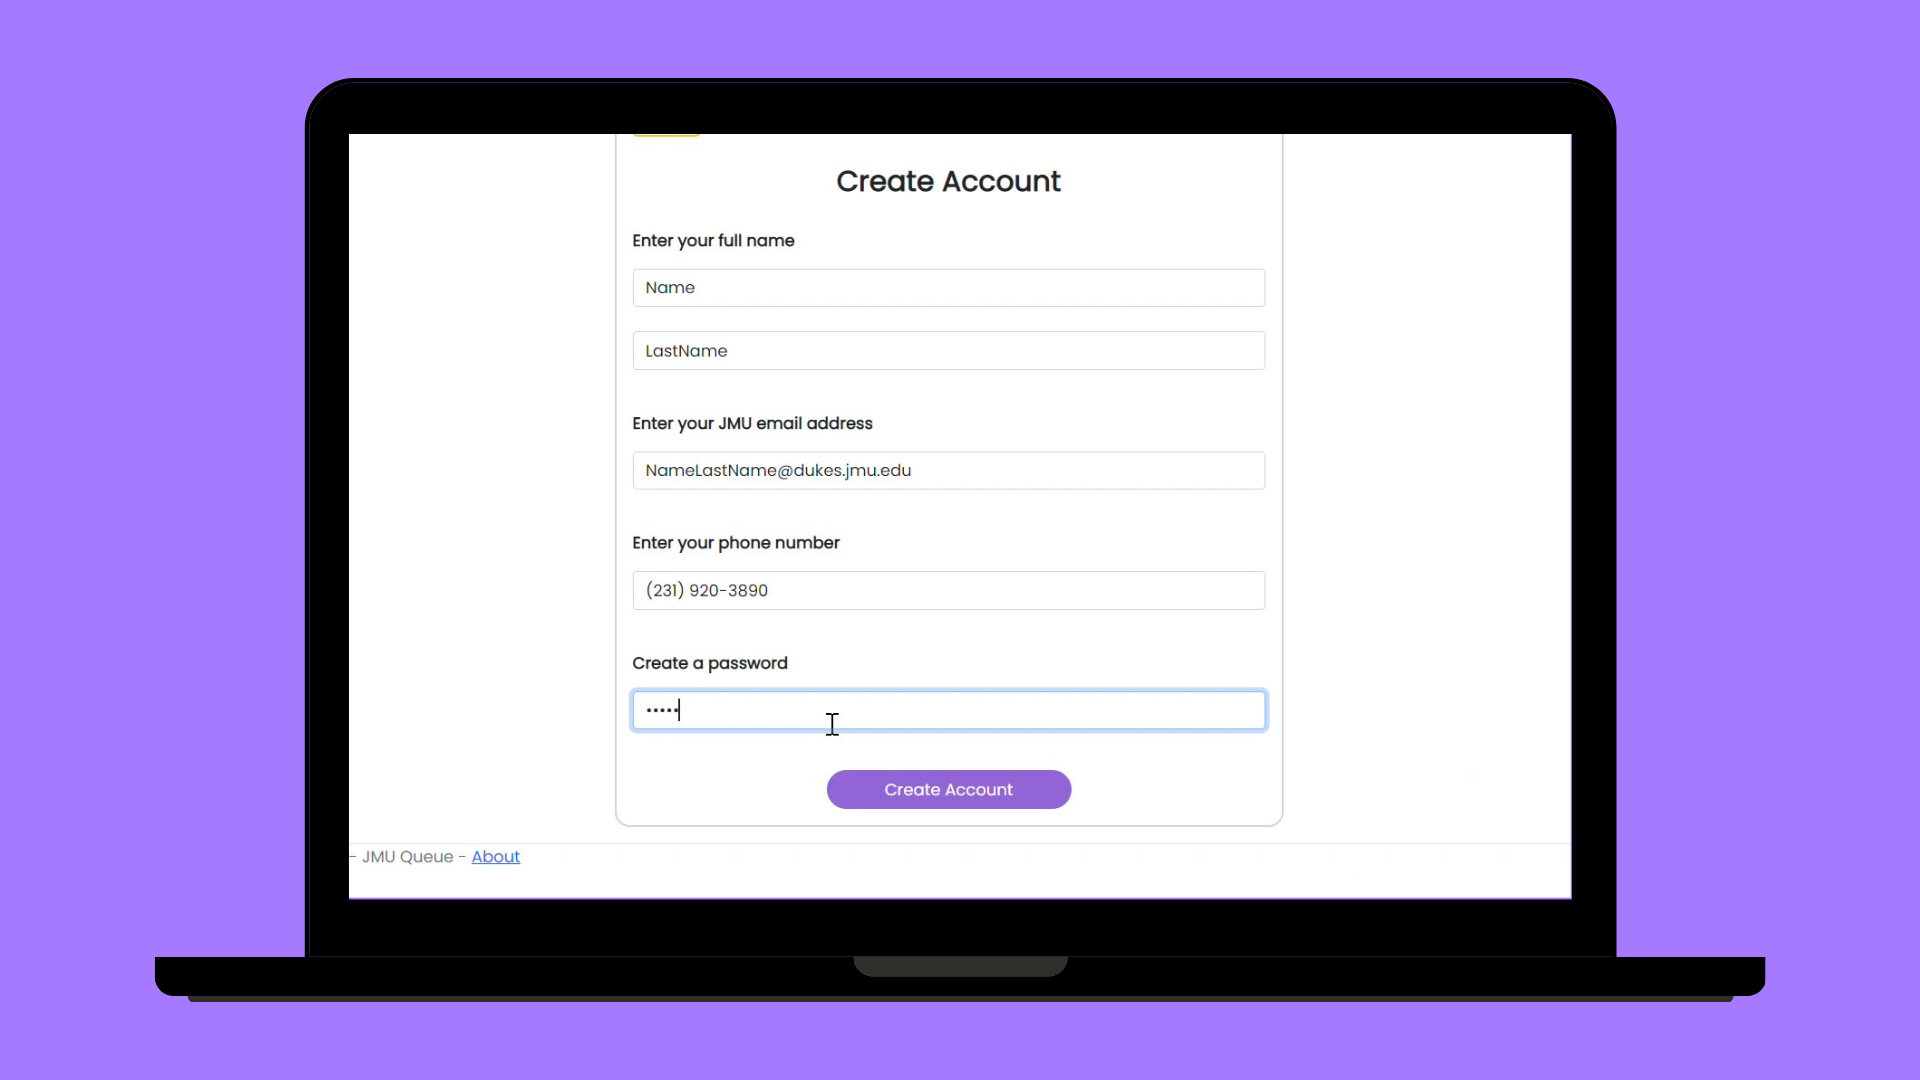 Create Account
Enter your full name
Name
LastName
Enter your JMU email address
NameLastName@dukes.jmu.edu
Enter your phone number
(231) 920-3890
Create a password
•••••
Create Account
- JMU Queue - About